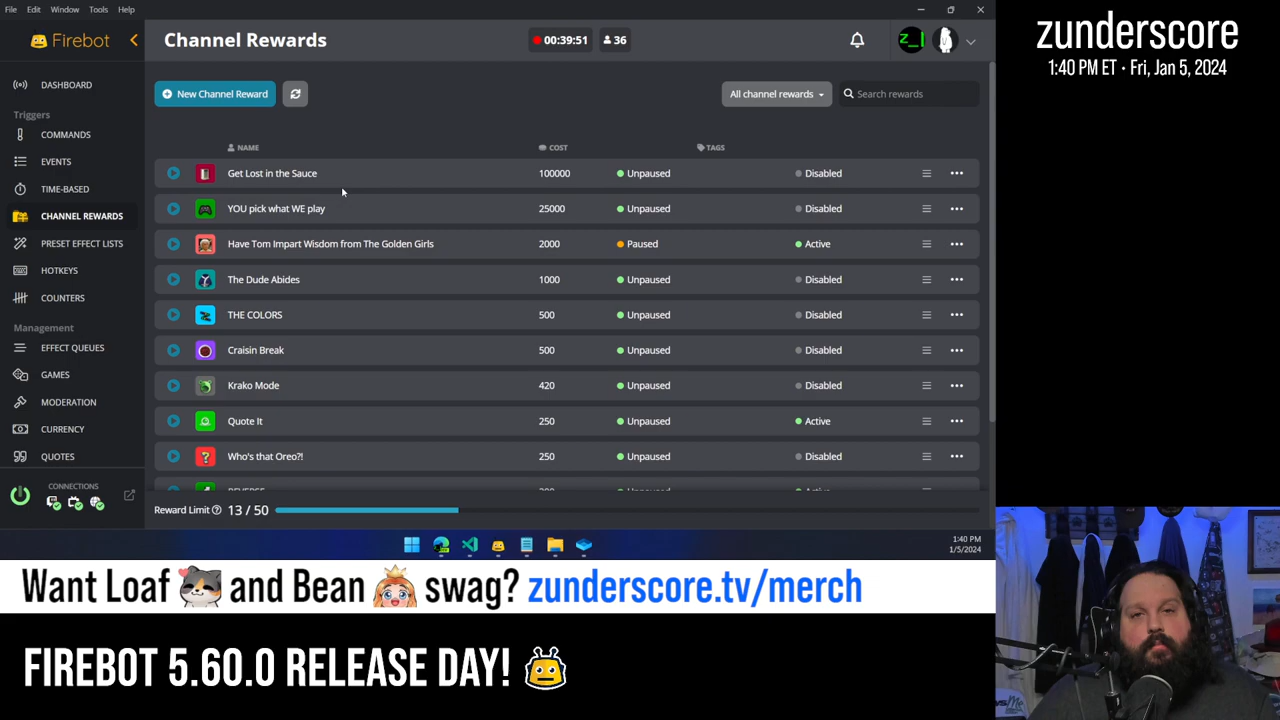 File Edit Window Tools Help
Firebot
Channel Rewards
00:39:51
36
z_|
zunderscore
1:40 PM ET • Fri, Jan 5, 2024
DASHBOARD
Triggers
COMMANDS
EVENTS
TIME-BASED
CHANNEL REWARDS
PRESET EFFECT LISTS
HOTKEYS
COUNTERS
Management
EFFECT QUEUES
GAMES
MODERATION
CURRENCY
QUOTES
CONNECTIONS
New Channel Reward
All channel rewards
Search rewards
NAME COST TAGS
Get Lost in the Sauce 100000 Unpaused Disabled
YOU pick what WE play 25000 Unpaused Disabled
Have Tom Impart Wisdom from The Golden Girls 2000 Paused Active
The Dude Abides 1000 Unpaused Disabled
THE COLORS 500 Unpaused Disabled
Craisin Break 500 Unpaused Disabled
Krako Mode 420 Unpaused Disabled
Quote It 250 Unpaused Active
Who's that Oreo?! 250 Unpaused Disabled
Reward Limit 13 / 50
1:40 PM
1/5/2024
Want Loaf and Bean swag? zunderscore.tv/merch
FIREBOT 5.60.0 RELEASE DAY!